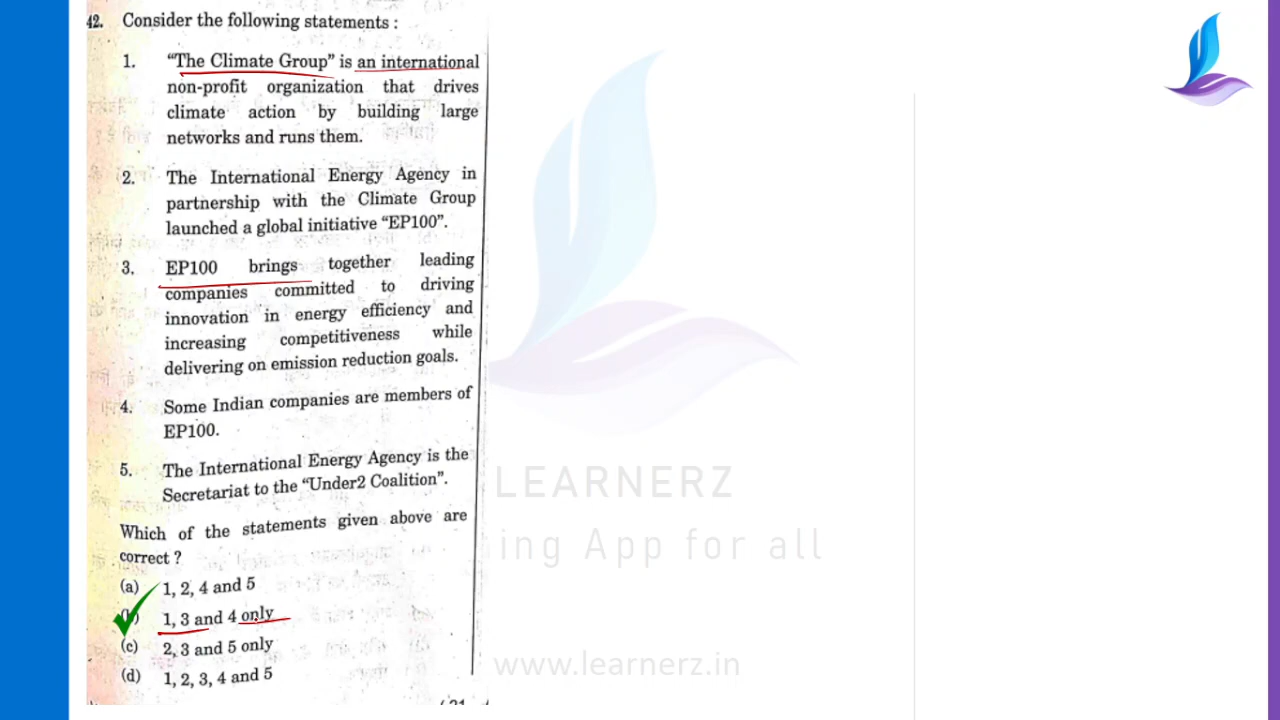 42. Consider the following statements :
1. “The Climate Group” is an international
non-profit organization that drives
climate action by building large
networks and runs them.
2. The International Energy Agency in
partnership with the Climate Group
launched a global initiative “EP100”.
3. EP100 brings together leading
companies committed to driving
innovation in energy efficiency and
increasing competitiveness while
delivering on emission reduction goals.
4. Some Indian companies are members of
EP100.
5. The International Energy Agency is the
Secretariat to the “Under2 Coalition”.
Which of the statements given above are
correct ?
(a) 1, 2, 4 and 5
1, 3 and 4 only
(c) 2, 3 and 5 only
(d) 1, 2, 3, 4 and 5
LEARNERZ
ing App for all
www.learnerz.in